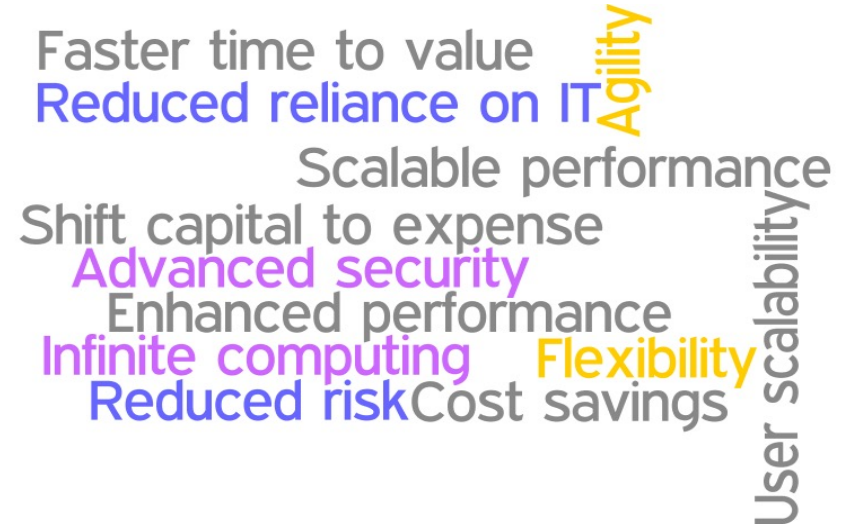 Faster time to value
Agility
Reduced reliance on IT
Scalable performance
Shift capital to expense
User scalability
Advanced security
Enhanced performance
Infinite computing
Flexibility
Reduced risk
Cost savings